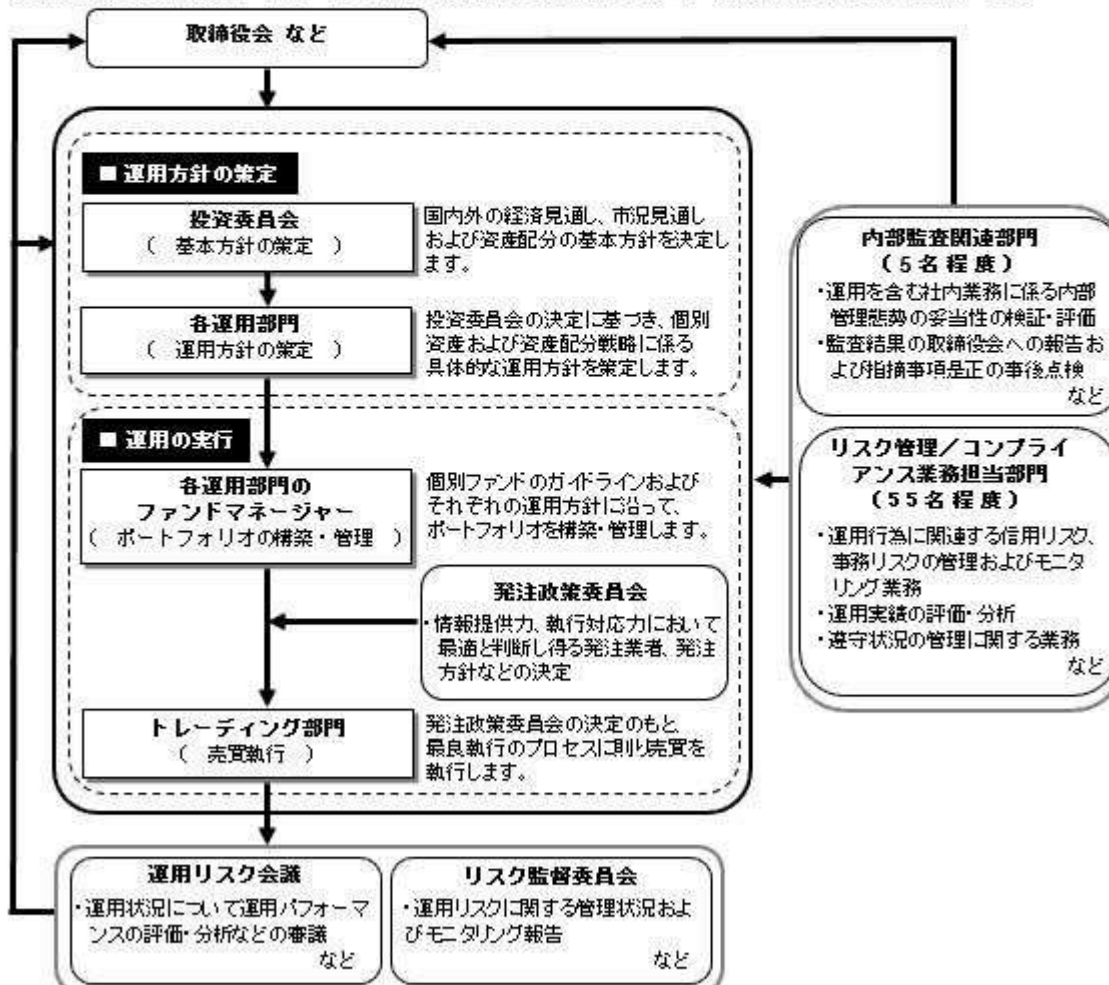 取締役会 など
■ 運用方針の策定
投資委員会
( 基本方針の策定 )
国内外の経済見通し、市況見通し
および資産配分の基本方針を決定し
ます。
各運用部門
( 運用方針の策定 )
投資委員会の決定に基づき、個別
資産および資産配分戦略に係る
具体的な運用方針を策定します。
■ 運用の実行
各運用部門の
ファンドマネージャー
( ポートフォリオの構築・管理 )
個別ファンドのガイドラインおよび
それぞれの運用方針に沿って、
ポートフォリオを構築・管理します。
発注政策委員会
・情報提供力、執行対応力において
最適と判断し得る発注業者、発注
方針などの決定
トレーディング部門
( 売買執行 )
発注政策委員会の決定のもと、
最良執行のプロセスに則り売買を
執行します。
内部監査関連部門
(5名程度)
・運用を含む社内業務に係る内部
管理態勢の妥当性の検証・評価
・監査結果の取締役会への報告お
よび指摘事項是正の事後点検
など
リスク管理/コンプライ
アンス業務担当部門
(55名程度)
・運用行為に関連する信用リスク、
事務リスクの管理およびモニタ
リング業務
・運用実績の評価・分析
・遵守状況の管理に関する業務
など
運用リスク会議
・運用状況について運用パフォーマ
ンスの評価・分析などの審議
など
リスク監督委員会
・運用リスクに関する管理状況およ
びモニタリング報告
など